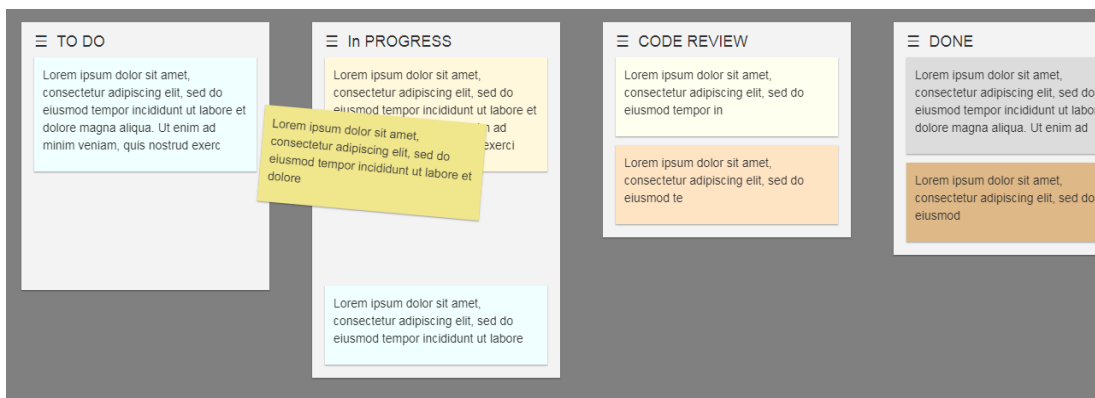 ☰ TO DO
Lorem ipsum dolor sit amet,
consectetur adipiscing elit, sed do
eiusmod tempor incididunt ut labore et
dolore magna aliqua. Ut enim ad
minim veniam, quis nostrud exerc
☰ In PROGRESS
Lorem ipsum dolor sit amet,
consectetur adipiscing elit, sed do
eiusmod tempor incididunt ut labore et
ad
exerci
Lorem ipsum dolor sit amet,
consectetur adipiscing elit, sed do
eiusmod tempor incididunt ut labore et
dolore
Lorem ipsum dolor sit amet,
consectetur adipiscing elit, sed do
eiusmod tempor incididunt ut labore
☰ CODE REVIEW
Lorem ipsum dolor sit amet,
consectetur adipiscing elit, sed do
eiusmod tempor in
Lorem ipsum dolor sit amet,
consectetur adipiscing elit, sed do
eiusmod te
☰ DONE
Lorem ipsum dolor sit amet,
consectetur adipiscing elit, sed do
eiusmod tempor incididunt ut labo
dolore magna aliqua. Ut enim ad
Lorem ipsum dolor sit amet,
consectetur adipiscing elit, sed do
eiusmod